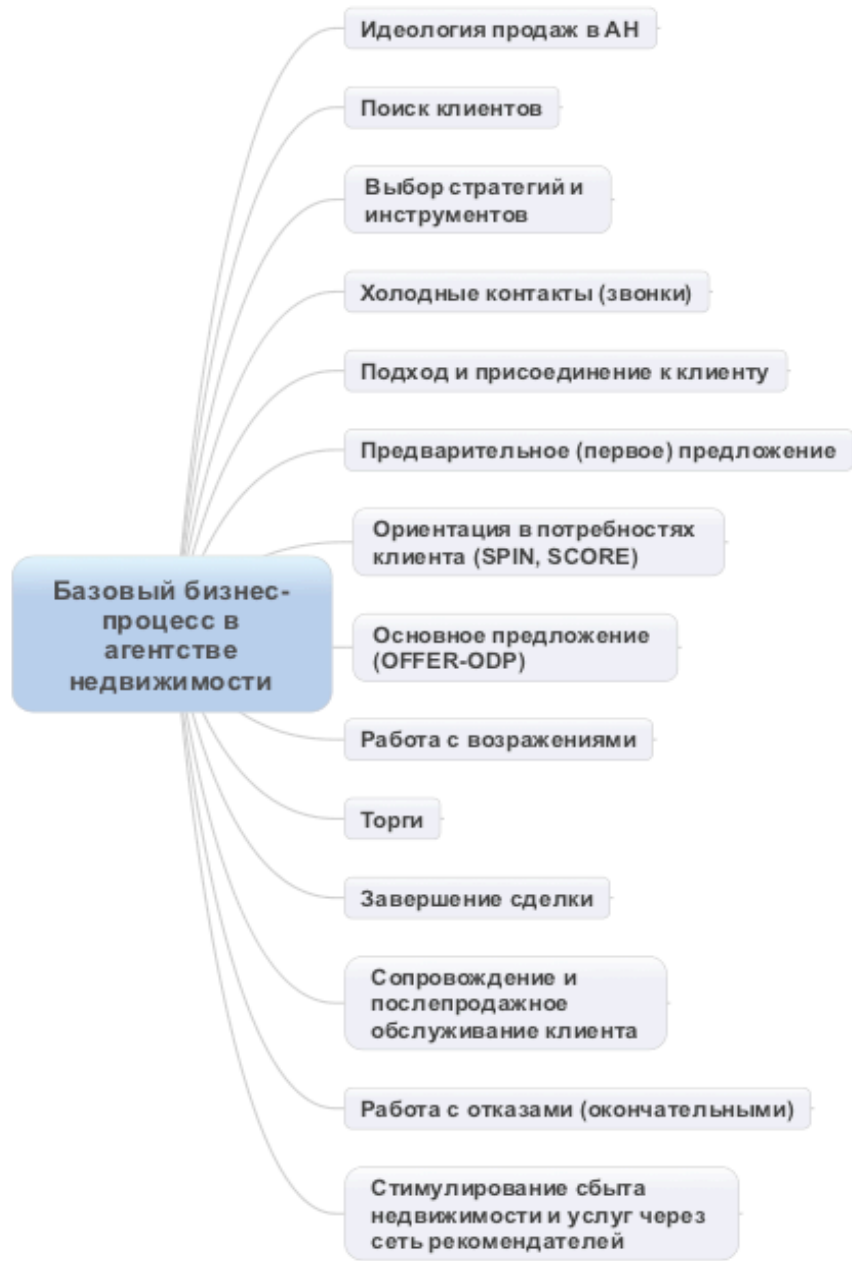 Идеология продаж в АН
Поиск клиентов
Выбор стратегий и
инструментов
Холодные контакты (звонки)
Подход и присоединение к клиенту
Предварительное (первое) предложение
Ориентация в потребностях
клиента (SPIN, SCORE)
Базовый бизнес-
процесс в
агентстве
недвижимости
Основное предложение
(OFFER-ODP)
Работа с возражениями
Торги
Завершение сделки
Сопровождение и
послепродажное
обслуживание клиента
Работа с отказами (окончательными)
Стимулирование сбыта
недвижимости и услуг через
сеть рекомендателей